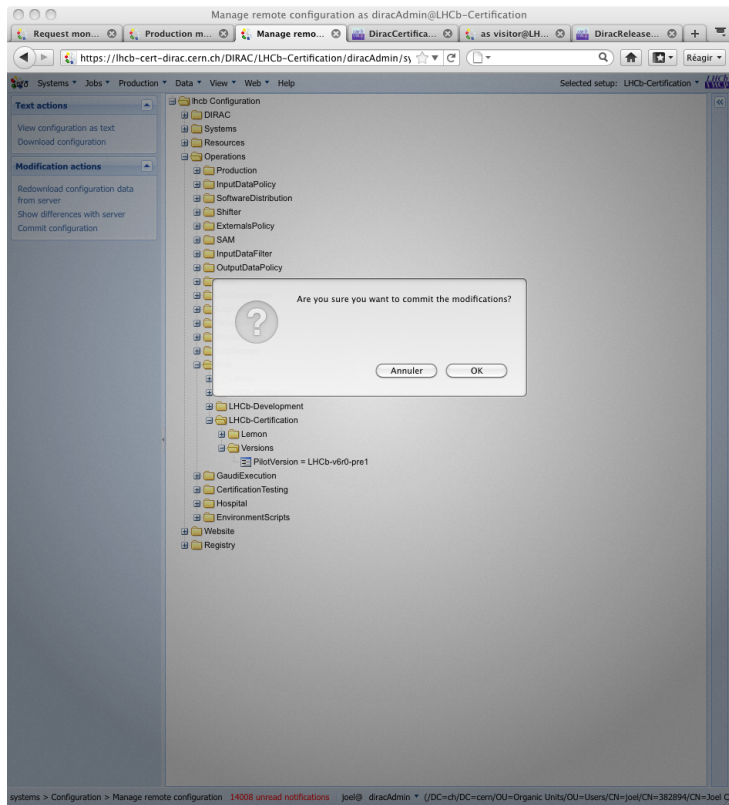 Manage remote configuration as diracAdmin@LHCb-Certification
Request mon... Production m... Manage remo... DiracCertifica... as visitor@LH... DiracRelease...
https://lhcb-cert-dirac.cern.ch/DIRAC/LHCb-Certification/diracAdmin/sy Réagir
Systems Jobs Production Data View Web Help Selected setup: LHCb-Certification
Text actions
View configuration as text
Download configuration
Modification actions
Redownload configuration data
from server
Show differences with server
Commit configuration
lhcb Configuration
DIRAC
Systems
Resources
Operations
Production
InputDataPolicy
SoftwareDistribution
Shifter
ExternalsPolicy
SAM
InputDataFilter
OutputDataPolicy
Are you sure you want to commit the modifications?
Annuler OK
LHCb-Development
LHCb-Certification
Lemon
Versions
PilotVersion = LHCb-v6r0-pre1
GaudiExecution
CertificationTesting
Hospital
EnvironmentScripts
Website
Registry
systems > Configuration > Manage remote configuration 14008 unread notifications joel@ diracAdmin (/DC=ch/DC=cern/OU=Organic Units/OU=Users/CN=joel/CN=382894/CN=Joel C